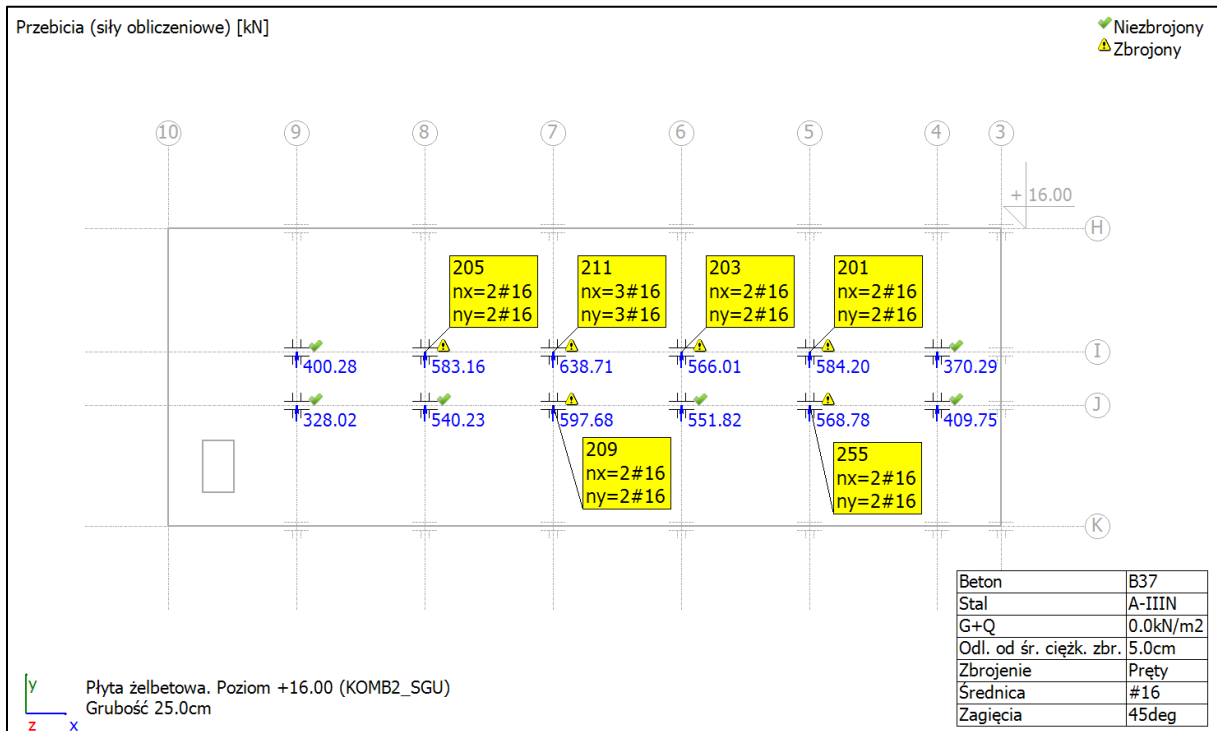 Przebicia (siły obliczeniowe) [kN]
Niezbrojony
Zbrojony
10 9 8 7 6 5 4 3
+ 16.00
H
205
nx=2#16
ny=2#16
211
nx=3#16
ny=3#16
203
nx=2#16
ny=2#16
201
nx=2#16
ny=2#16
I
400.28 583.16 638.71 566.01 584.20 370.29
J
328.02 540.23 597.68 551.82 568.78 409.75
209
nx=2#16
ny=2#16
255
nx=2#16
ny=2#16
K
Beton B37
Stal A-IIIN
G+Q 0.0kN/m2
Odl. od śr. ciężk. zbr. 5.0cm
Zbrojenie Pręty
Średnica #16
Zagięcia 45deg
y
z x
Płyta żelbetowa. Poziom +16.00 (KOMB2_SGU)
Grubość 25.0cm